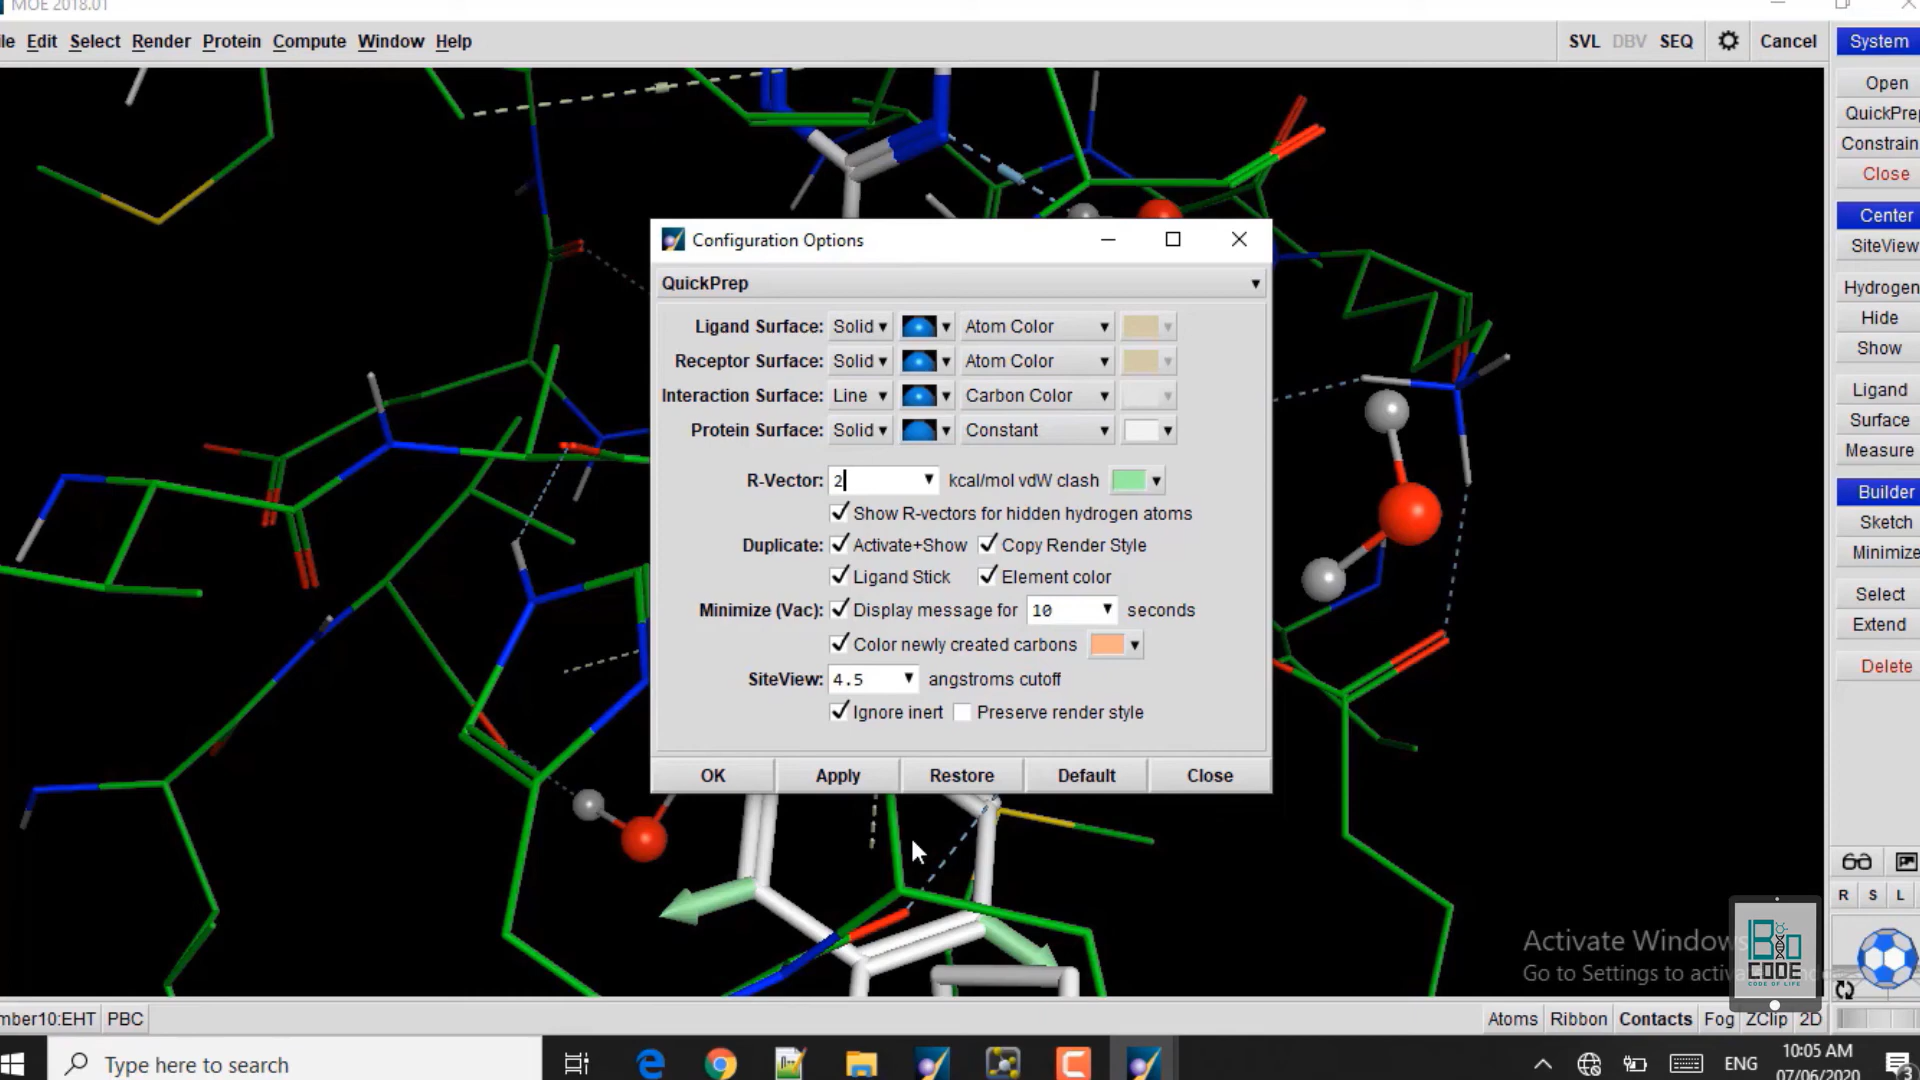 MOE 2018.01
le Edit Select Render Protein Compute Window Help
SVL DBV SEQ Cancel
System
Open
QuickPrep
Constrain
Close
Center
SiteView
Hydrogen
Hide
Show
Ligand
Surface
Measure
Builder
Sketch
Minimize
Select
Extend
Delete
R S L
Configuration Options
QuickPrep
Ligand Surface: Solid Atom Color
Receptor Surface: Solid Atom Color
Interaction Surface: Line Carbon Color
Protein Surface: Solid Constant
R-Vector: 2 kcal/mol vdW clash
Show R-vectors for hidden hydrogen atoms
Duplicate: Activate+Show Copy Render Style
Ligand Stick Element color
Minimize (Vac): Display message for 10 seconds
Color newly created carbons
SiteView: 4.5 angstroms cutoff
Ignore inert Preserve render style
OK Apply Restore Default Close
Activate Windows
Go to Settings to activa
CODE
CODE OF LIFE
mber10:EHT PBC
Atoms Ribbon Contacts Fog ZClip 2D
Type here to search
ENG
10:05 AM
07/06/2020
3